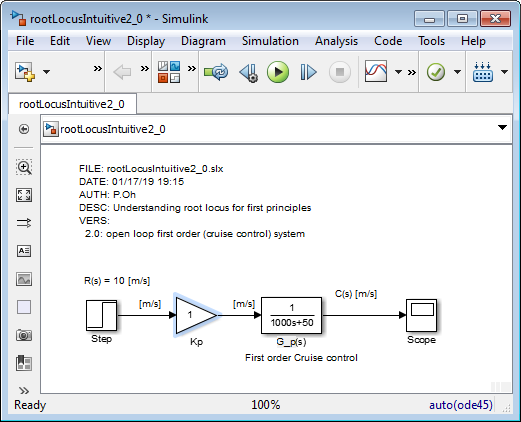 rootLocusIntuitive2_0 * - Simulink
File Edit View Display Diagram Simulation Analysis Code Tools Help
» » » »
rootLocusIntuitive2_0
rootLocusIntuitive2_0
FILE: rootLocusIntuitive2_0.slx
DATE: 01/17/19 19:15
AUTH: P.Oh
DESC: Understanding root locus for first principles
VERS:
2.0: open loop first order (cruise control) system
R(s) = 10 [m/s]
[m/s] [m/s] C(s) [m/s]
1
1
1000s+50
Step Kp G_p(s) Scope
First order Cruise control
»
Ready 100% auto(ode45)